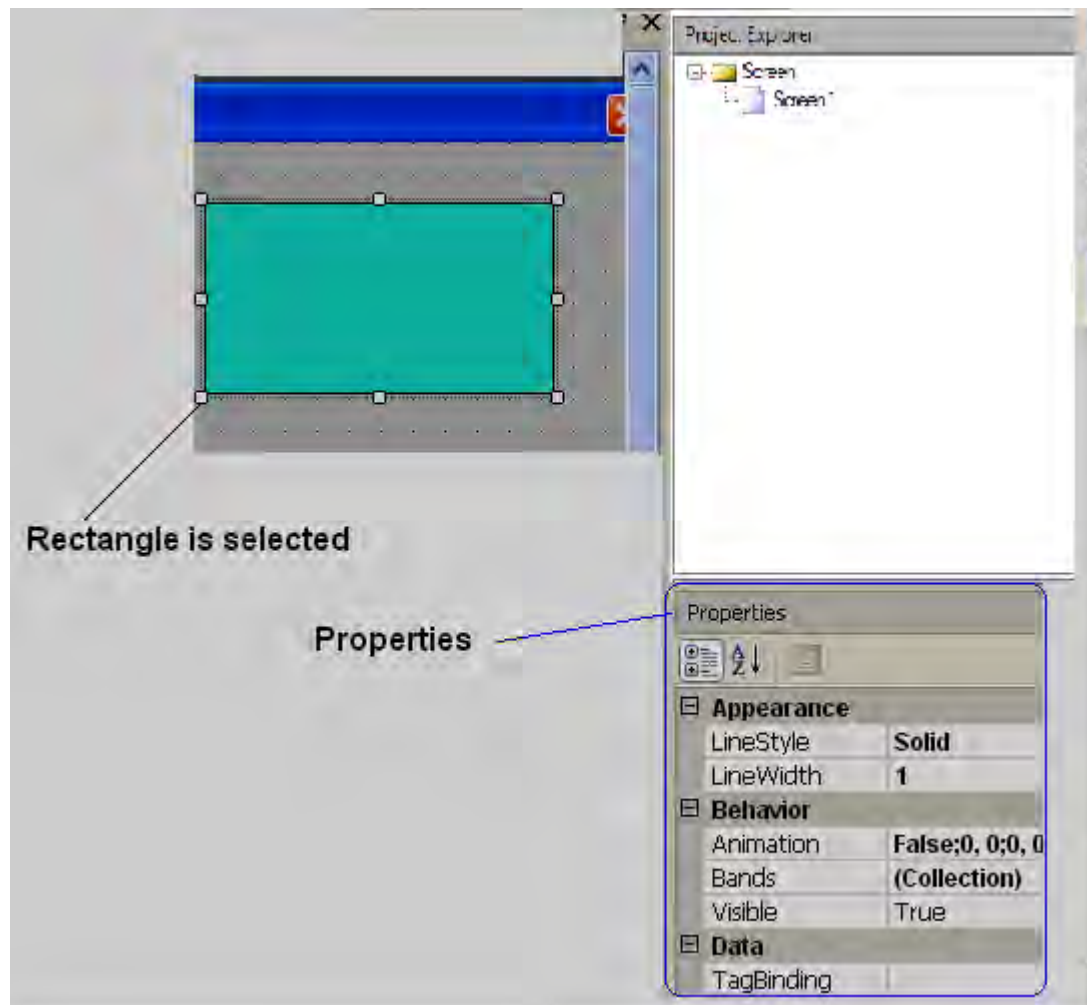 Project Explorer
Screen
Screen1
Rectangle is selected
Properties
Properties
Appearance
LineStyle Solid
LineWidth 1
Behavior
Animation False;0, 0;0, 0
Bands (Collection)
Visible True
Data
TagBinding